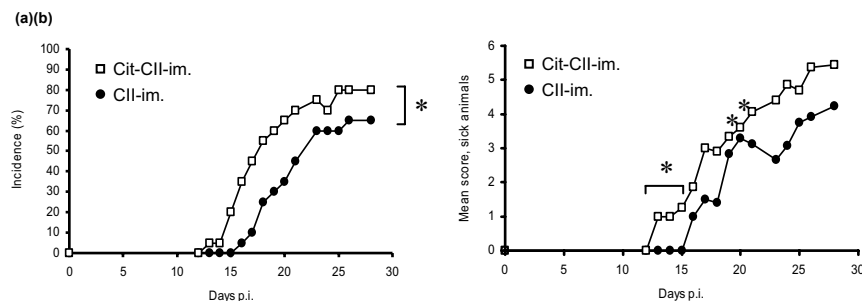 (a)(b)
100
90
80
70
60
50
40
30
20
10
0
Incidence (%)
Cit-CII-im.
CII-im.
*
0 5 10 15 20 25 30
Days p.i.
6
5
4
3
2
1
0
Mean score, sick animals
Cit-CII-im.
CII-im.
*
*
*
0 5 10 15 20 25 30
Days p.i.